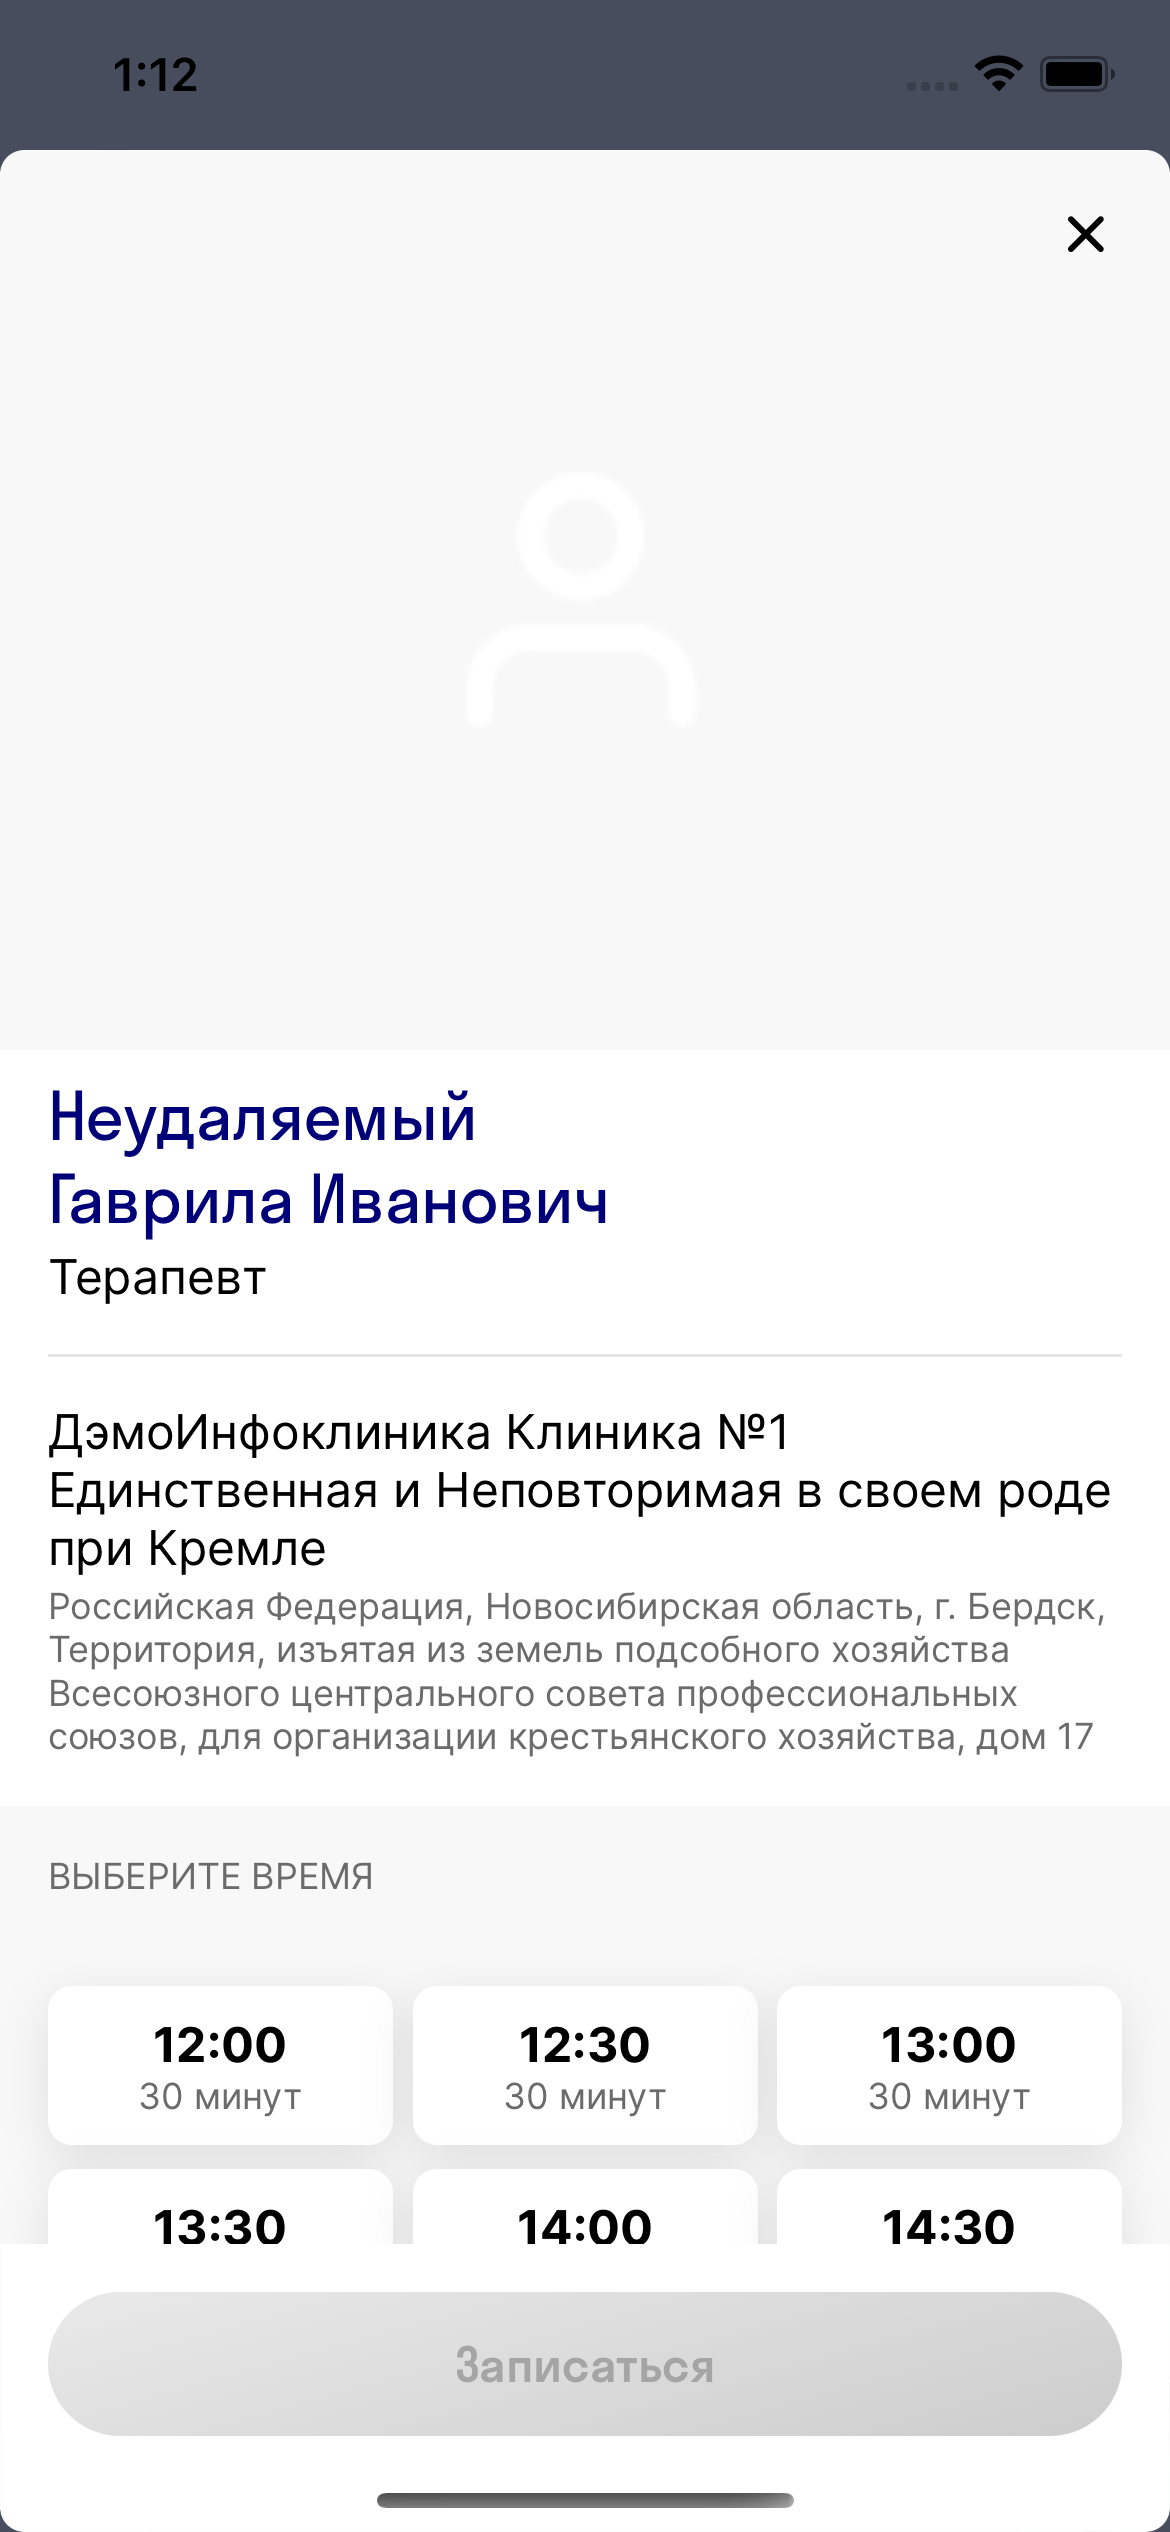 1:12
Неудаляемый
Гаврила Иванович
Терапевт
ДэмоИнфоклиника Клиника №1
Единственная и Неповторимая в своем роде
при Кремле
Российская Федерация, Новосибирская область, г. Бердск,
Территория, изъятая из земель подсобного хозяйства
Всесоюзного центрального совета профессиональных
союзов, для организации крестьянского хозяйства, дом 17
ВЫБЕРИТЕ ВРЕМЯ
12:00 12:30 13:00
30 минут 30 минут 30 минут
13:30 14:00 14:30
Записаться